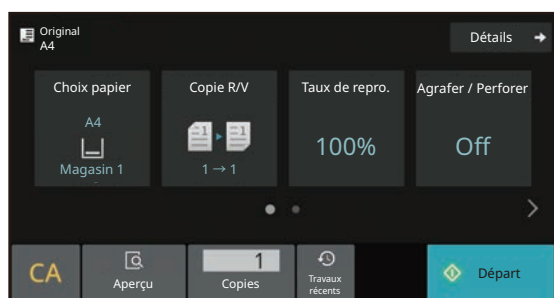 Original
A4
Détails
Choix papier
A4
Magasin 1
Copie R/V
1 → 1
Taux de repro.
100%
Agrafer / Perforer
Off
CA
Aperçu
1
Copies
Travaux
récents
Départ